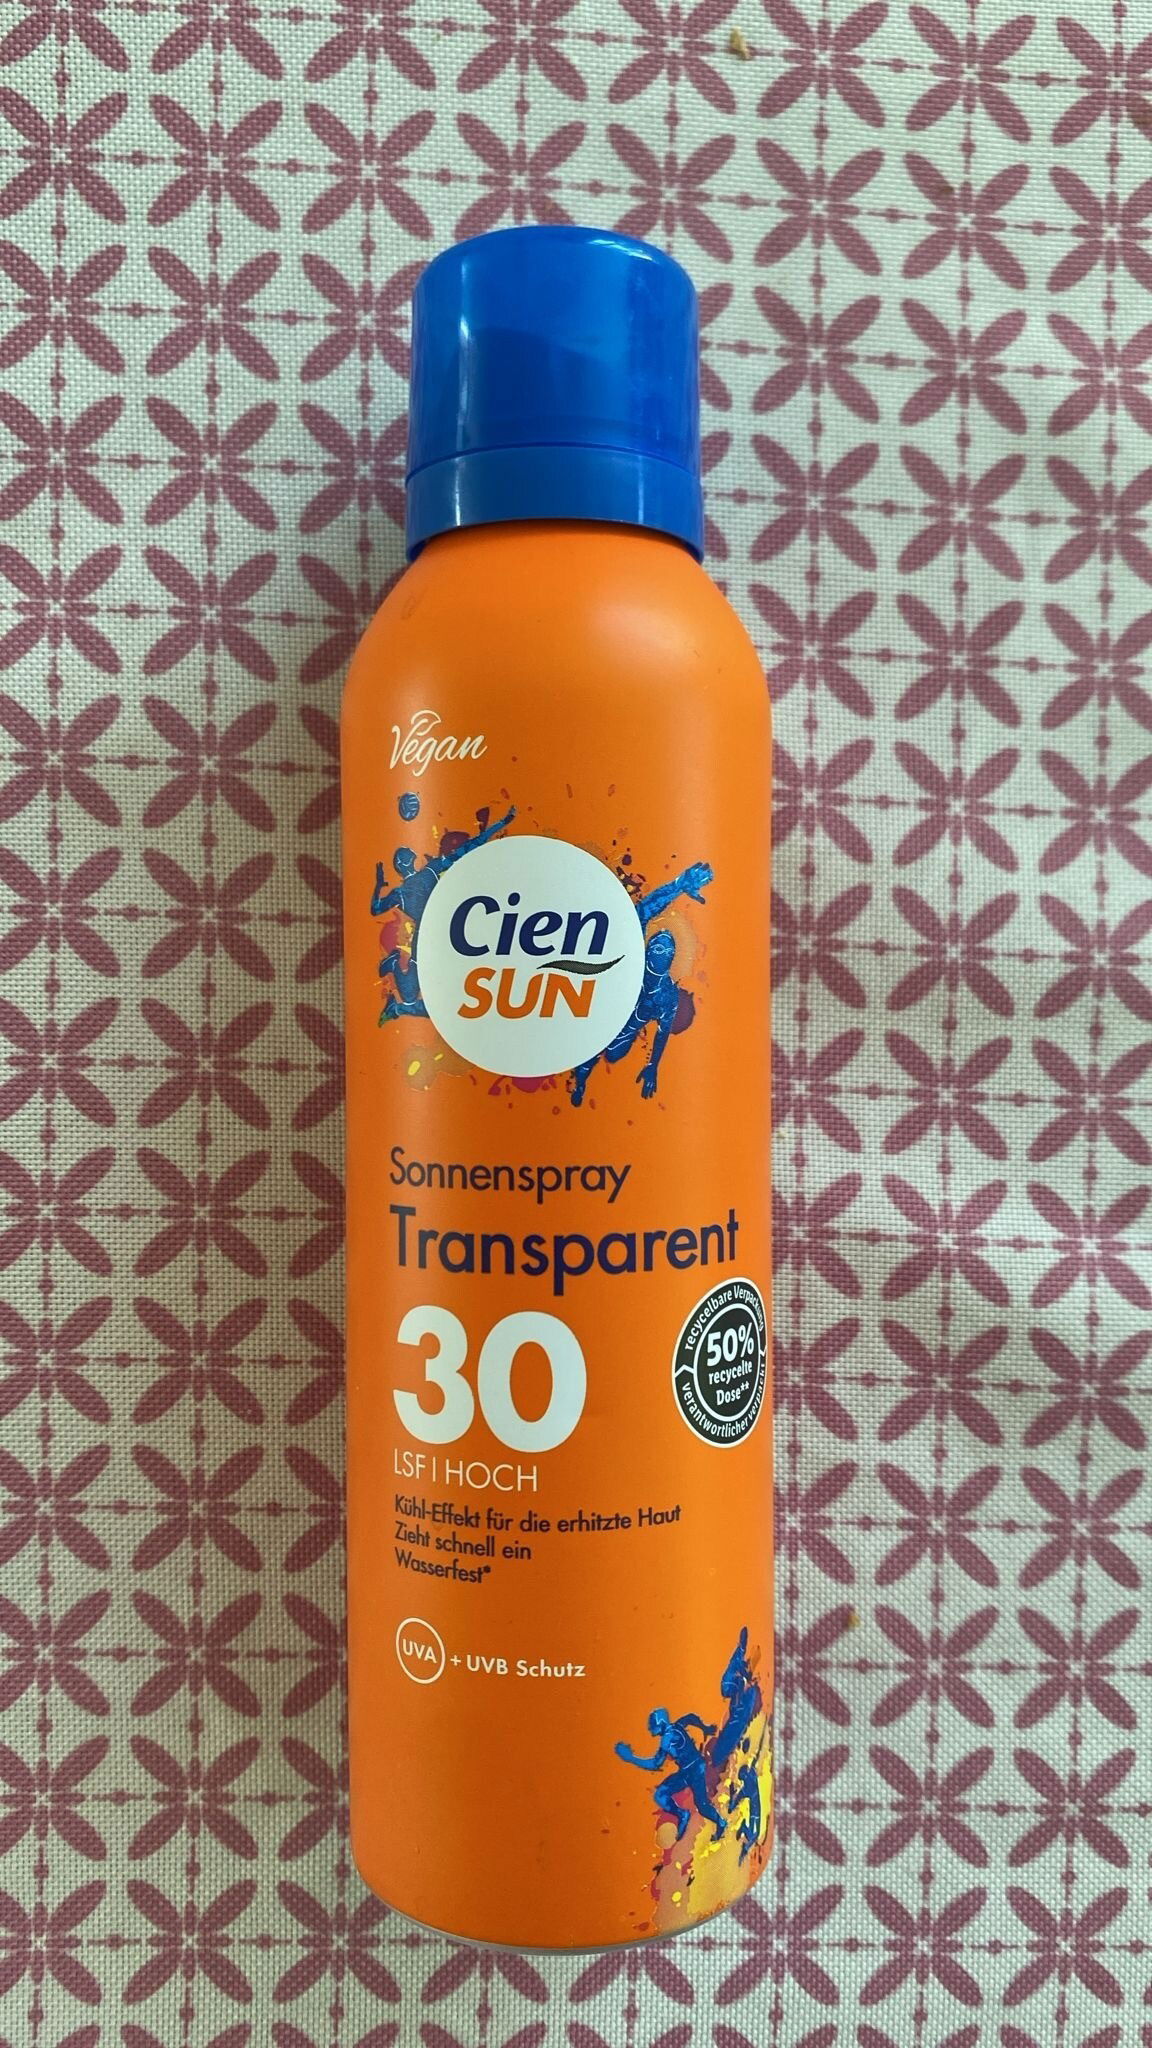 Vegan
Cien
SUN
Sonnenspray
Transparent
30
LSF | HOCH
recycelbare Verpackung
50%
recycelte
Dose**
verantwortlicher verpackt
Kühl-Effekt für die erhitzte Haut
Zieht schnell ein
Wasserfest*
UVA + UVB Schutz